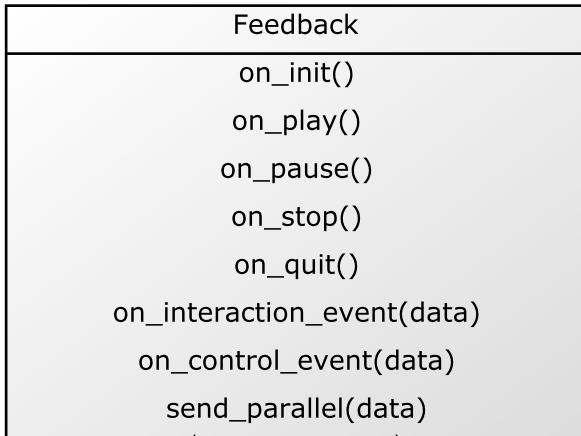 Feedback
on_init()
on_play()
on_pause()
on_stop()
on_quit()
on_interaction_event(data)
on_control_event(data)
send_parallel(data)